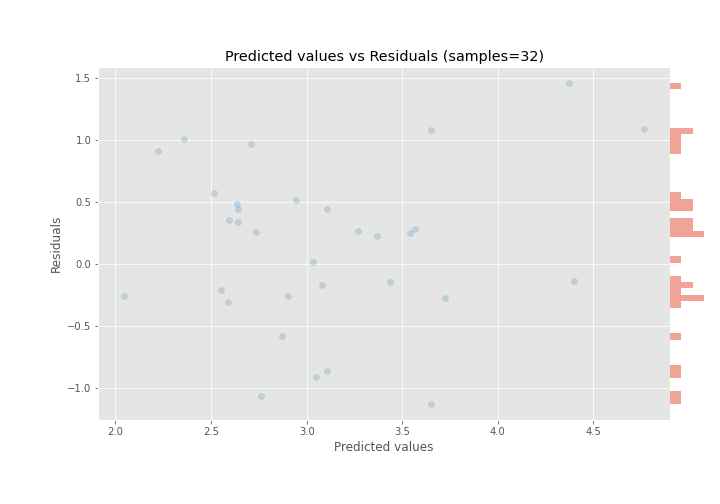 Predicted values vs Residuals (samples=32)
1.5
1.0
0.5
0.0
−0.5
−1.0
Residuals
2.0 2.5 3.0 3.5 4.0 4.5
Predicted values